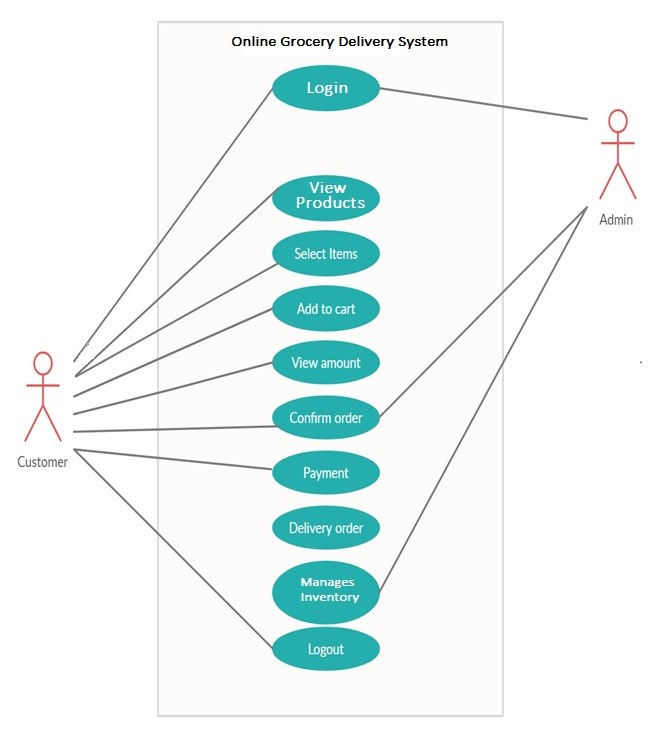 Online Grocery Delivery System
Login
View
Products
Admin
Select Items
Add to cart
View amount
Confirm order
Customer
Payment
Delivery order
Manages
Inventory
Logout